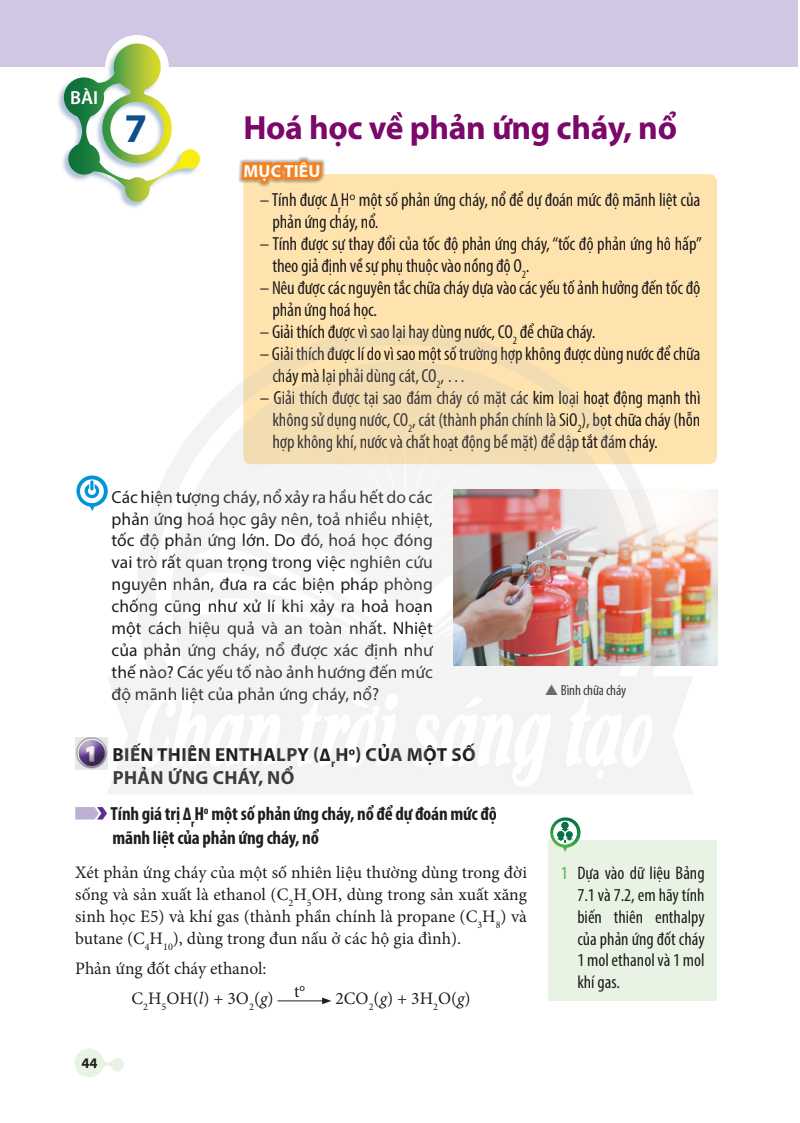 BÀI
7
Hoá học về phản ứng cháy, nổ
MỤC TIÊU
– Tính được ΔrHº một số phản ứng cháy, nổ để dự đoán mức độ mãnh liệt của
phản ứng cháy, nổ.
– Tính được sự thay đổi của tốc độ phản ứng cháy, “tốc độ phản ứng hô hấp”
theo giả định về sự phụ thuộc vào nồng độ O2.
– Nêu được các nguyên tắc chữa cháy dựa vào các yếu tố ảnh hưởng đến tốc độ
phản ứng hoá học.
– Giải thích được vì sao lại hay dùng nước, CO2 để chữa cháy.
– Giải thích được lí do vì sao một số trường hợp không được dùng nước để chữa
cháy mà lại phải dùng cát, CO2, …
– Giải thích được tại sao đám cháy có mặt các kim loại hoạt động mạnh thì
không sử dụng nước, CO2, cát (thành phần chính là SiO2), bọt chữa cháy (hỗn
hợp không khí, nước và chất hoạt động bề mặt) để dập tắt đám cháy.
Các hiện tượng cháy, nổ xảy ra hầu hết do các
phản ứng hoá học gây nên, toả nhiều nhiệt,
tốc độ phản ứng lớn. Do đó, hoá học đóng
vai trò rất quan trọng trong việc nghiên cứu
nguyên nhân, đưa ra các biện pháp phòng
chống cũng như xử lí khi xảy ra hoả hoạn
một cách hiệu quả và an toàn nhất. Nhiệt
của phản ứng cháy, nổ được xác định như
thế nào? Các yếu tố nào ảnh hưởng đến mức
độ mãnh liệt của phản ứng cháy, nổ?
▲ Bình chữa cháy
Chân trời sáng tạo
1 BIẾN THIÊN ENTHALPY (ΔrHº) CỦA MỘT SỐ
PHẢN ỨNG CHÁY, NỔ
Tính giá trị ΔrHº một số phản ứng cháy, nổ để dự đoán mức độ
mãnh liệt của phản ứng cháy, nổ
Xét phản ứng cháy của một số nhiên liệu thường dùng trong đời
sống và sản xuất là ethanol (C2H5OH, dùng trong sản xuất xăng
sinh học E5) và khí gas (thành phần chính là propane (C3H8) và
butane (C4H10), dùng trong đun nấu ở các hộ gia đình).
Phản ứng đốt cháy ethanol:
C2H5OH(l) + 3O2(g) —tº→ 2CO2(g) + 3H2O(g)
1 Dựa vào dữ liệu Bảng
7.1 và 7.2, em hãy tính
biến thiên enthalpy
của phản ứng đốt cháy
1 mol ethanol và 1 mol
khí gas.
44